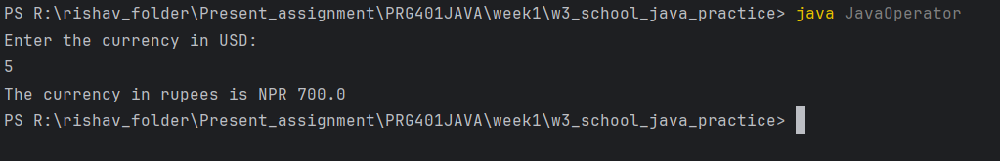 PS R:\rishav_folder\Present_assignment\PRG401JAVA\week1\w3_school_java_practice> java JavaOperator
Enter the currency in USD:
5
The currency in rupees is NPR 700.0
PS R:\rishav_folder\Present_assignment\PRG401JAVA\week1\w3_school_java_practice>